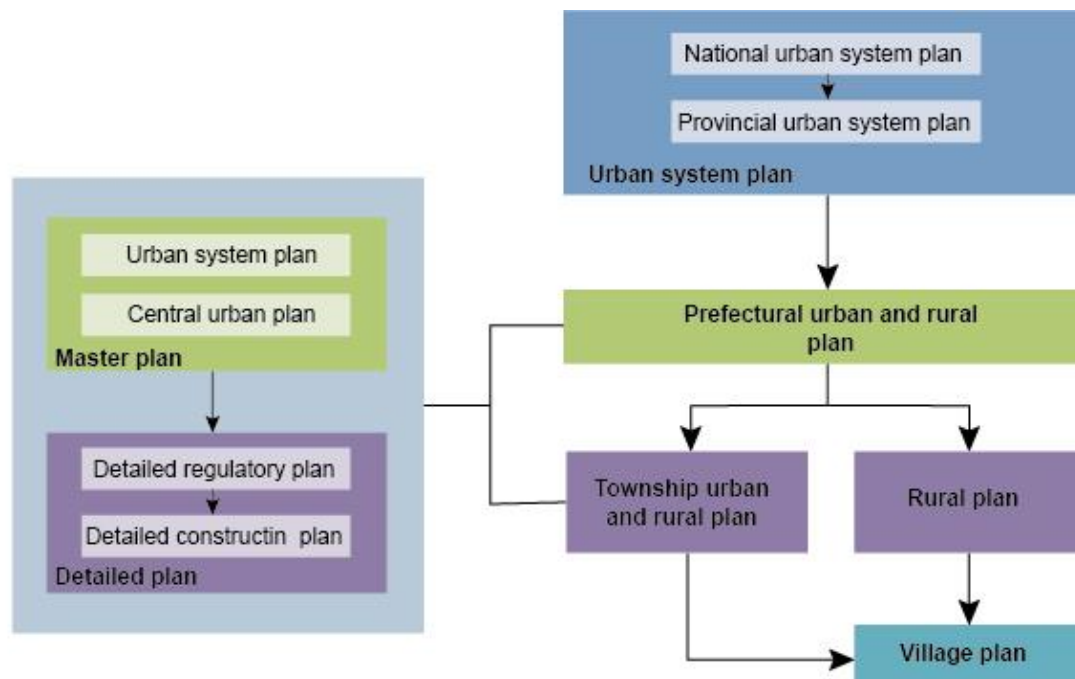 National urban system plan
Provincial urban system plan
Urban system plan
Urban system plan
Central urban plan
Master plan
Detailed regulatory plan
Detailed constructin plan
Detailed plan
Prefectural urban and rural
plan
Township urban
and rural plan
Rural plan
Village plan